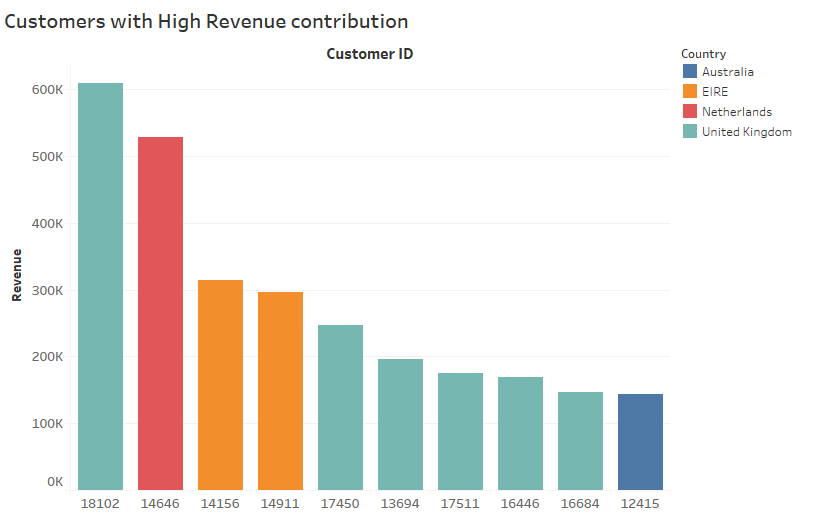 Customers with High Revenue contribution
Customer ID
Country
Australia
EIRE
Netherlands
United Kingdom
Revenue
600K
500K
400K
300K
200K
100K
0K
18102 14646 14156 14911 17450 13694 17511 16446 16684 12415